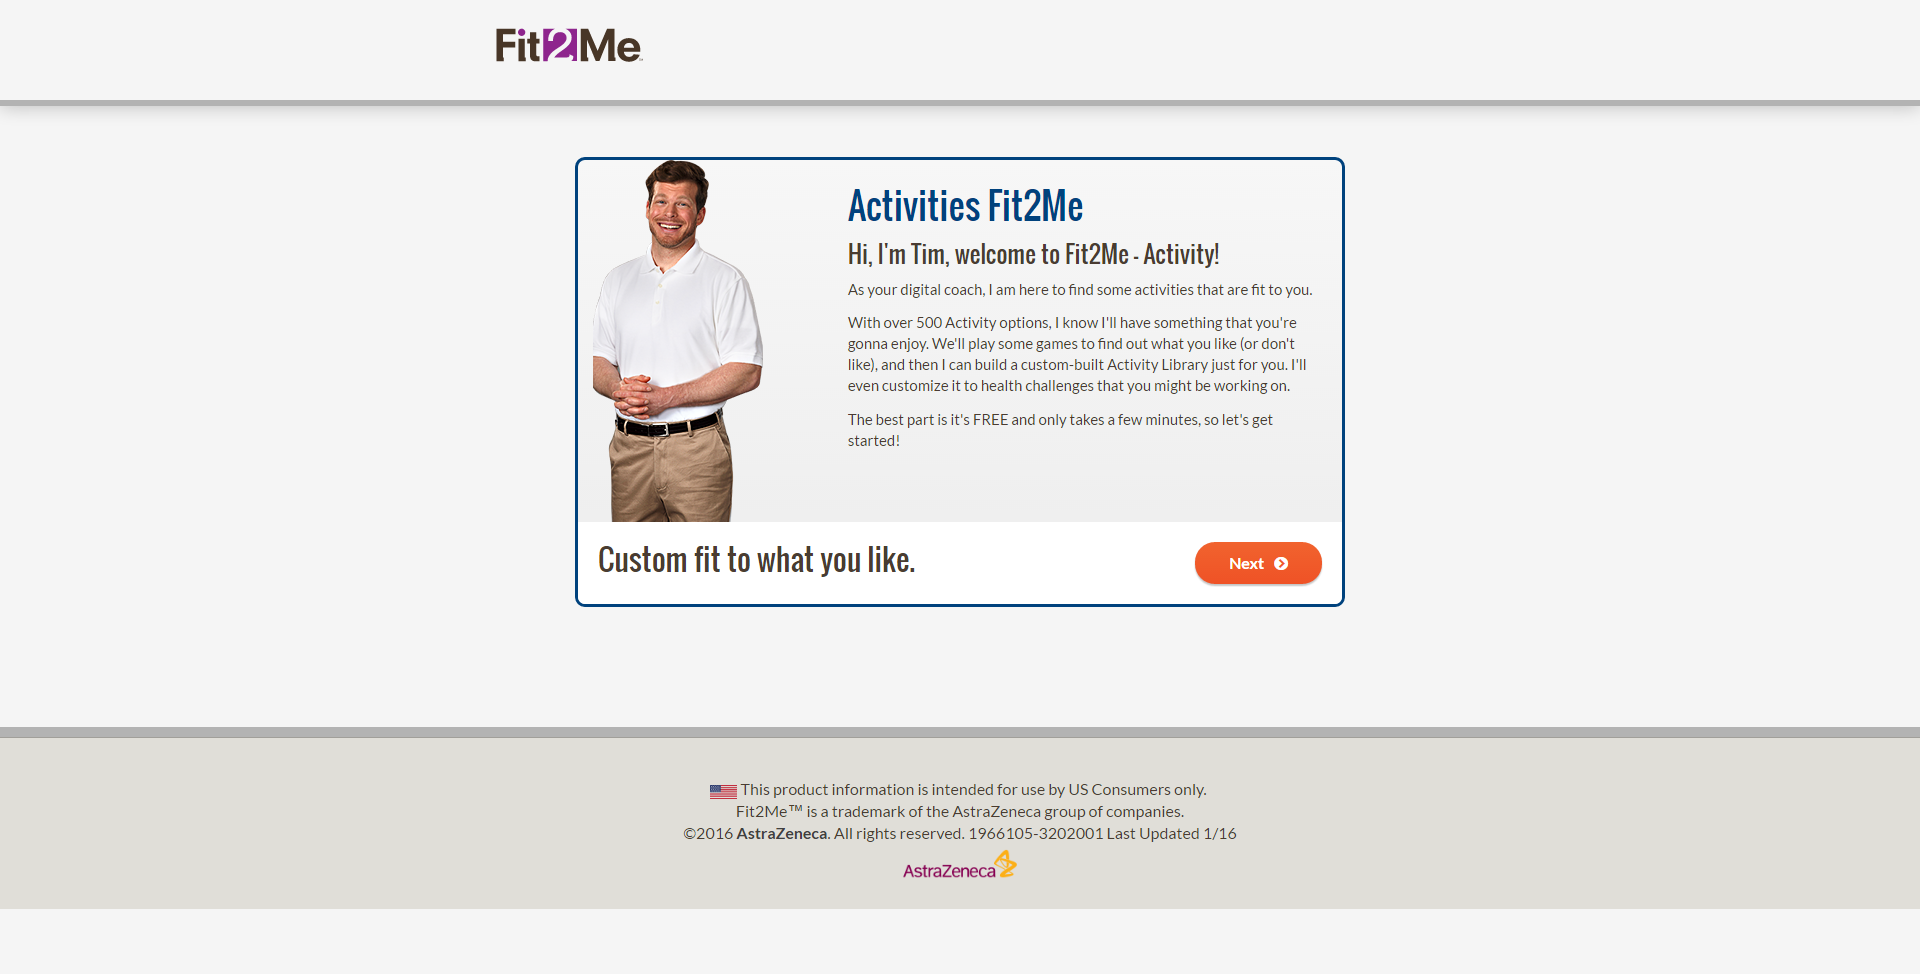 Fit2Me
Activities Fit2Me
Hi, I'm Tim, welcome to Fit2Me - Activity!
As your digital coach, I am here to find some activities that are fit to you.
With over 500 Activity options, I know I'll have something that you're
gonna enjoy. We'll play some games to find out what you like (or don't
like), and then I can build a custom-built Activity Library just for you. I'll
even customize it to health challenges that you might be working on.
The best part is it's FREE and only takes a few minutes, so let's get
started!
Custom fit to what you like.
Next
This product information is intended for use by US Consumers only.
Fit2Me™ is a trademark of the AstraZeneca group of companies.
©2016 AstraZeneca. All rights reserved. 1966105-3202001 Last Updated 1/16
AstraZeneca